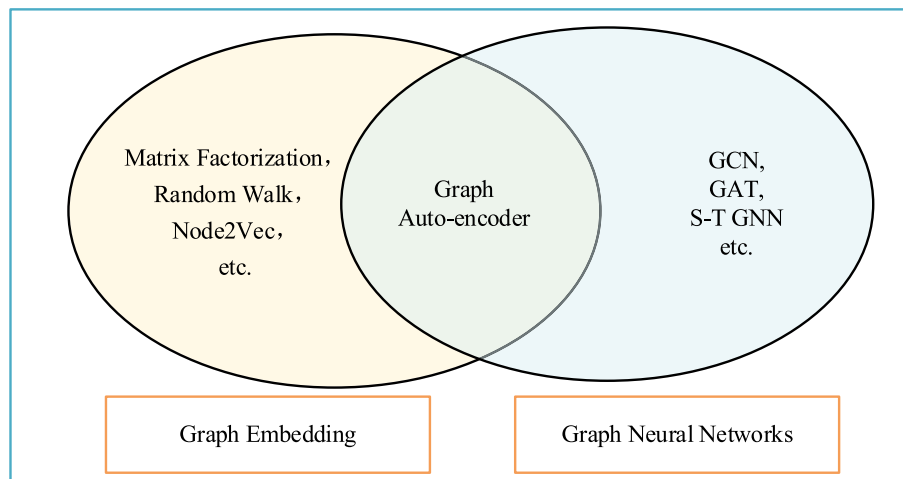 Matrix Factorization，
Random Walk，
Node2Vec，
etc.
Graph
Auto-encoder
GCN,
GAT,
S-T GNN
etc.
Graph Embedding
Graph Neural Networks